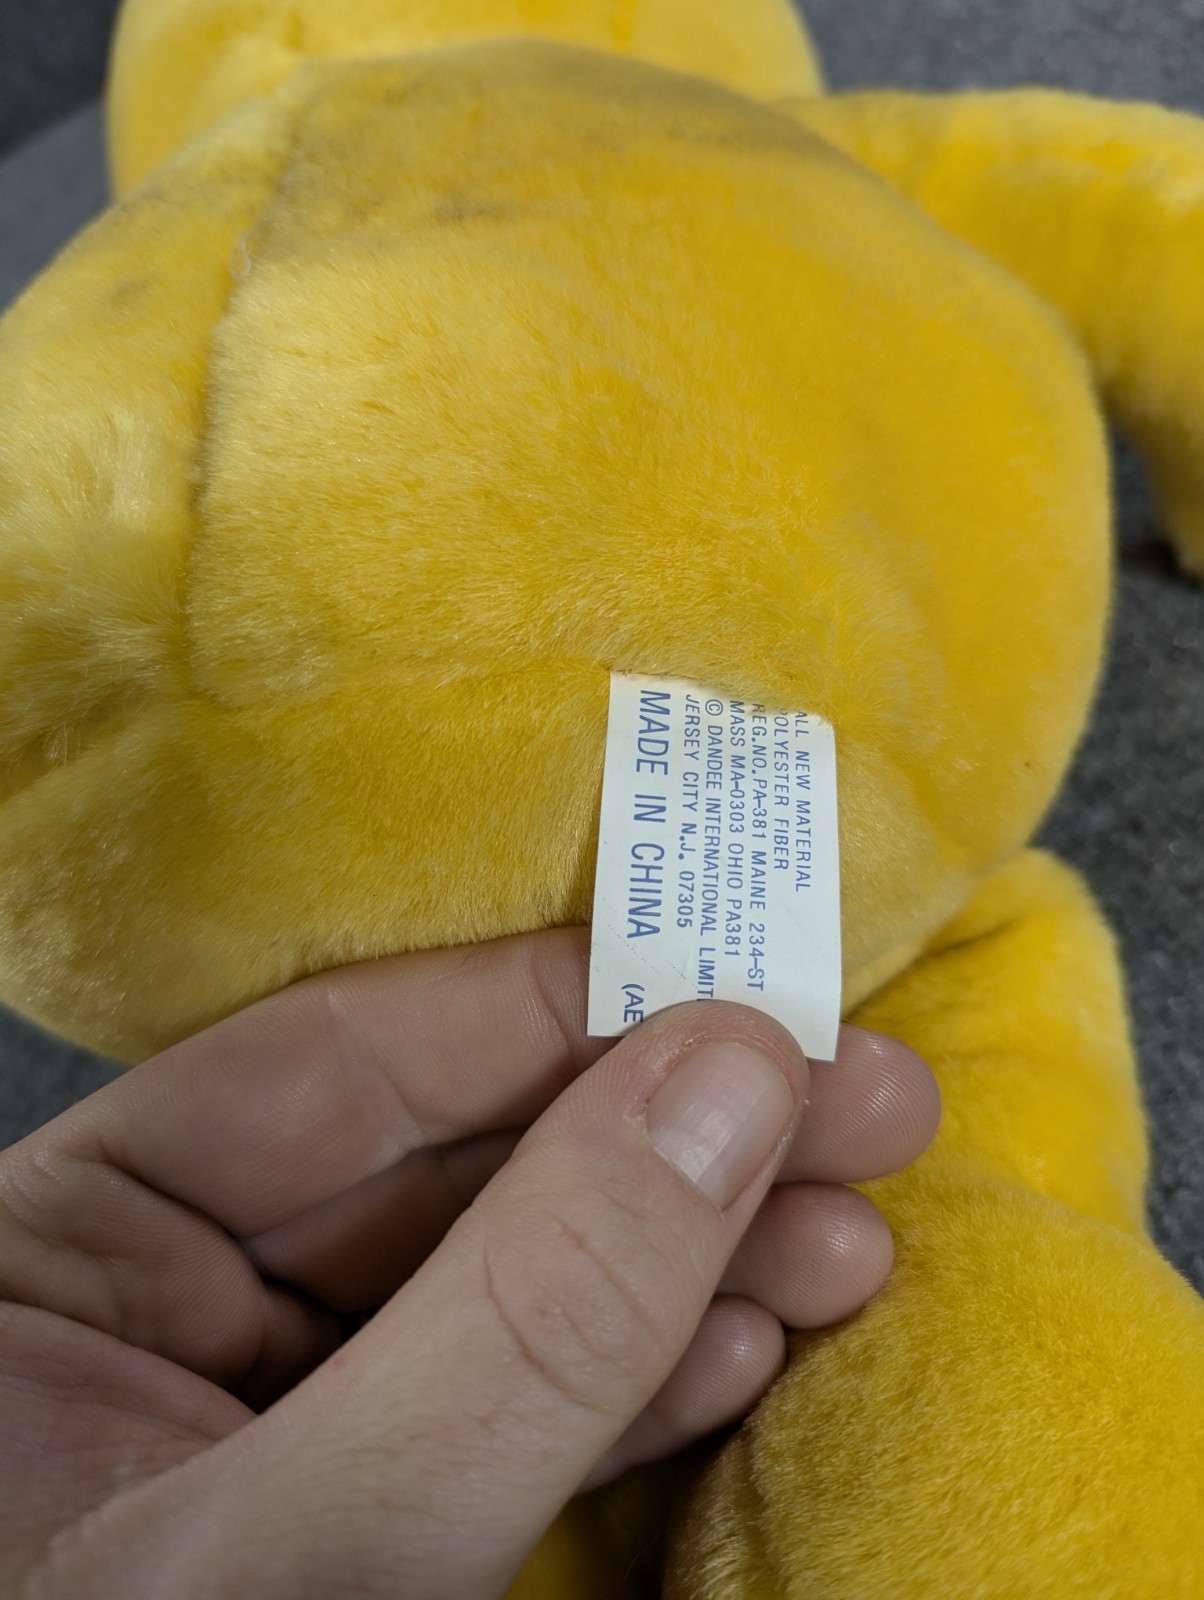 ALL NEW MATERIAL
POLYESTER FIBER
REG.NO.PA-381 MAINE 234-ST
MASS MA-0303 OHIO PA381
© DANDEE INTERNATIONAL LIMIT
JERSEY CITY N.J. 07305
MADE IN CHINA (AE